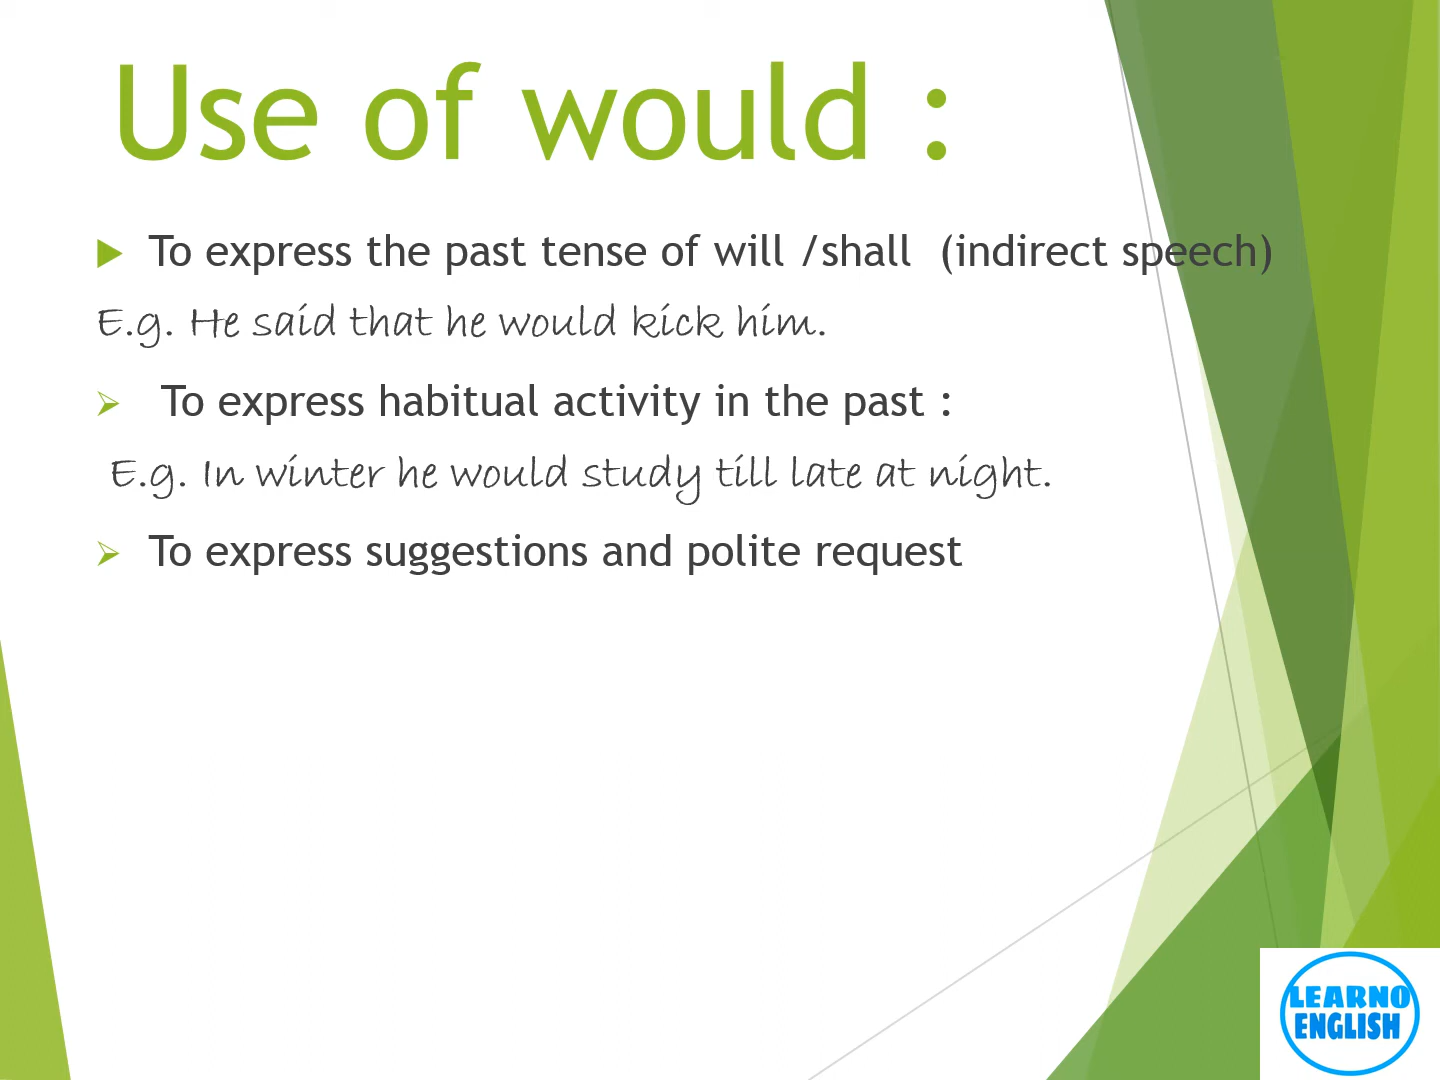 Use of would :
To express the past tense of will /shall (indirect speech)
E.g. He said that he would kick him.
To express habitual activity in the past :
E.g. In winter he would study till late at night.
To express suggestions and polite request
LEARNO
ENGLISH